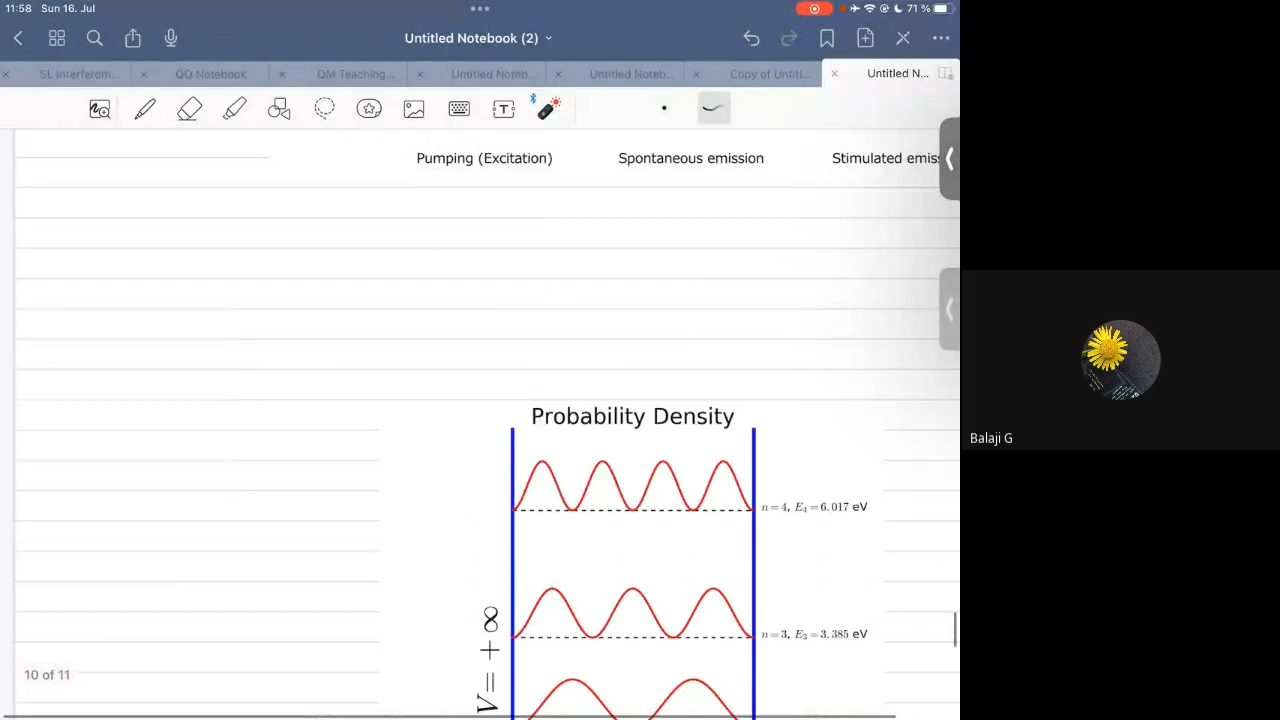 11:58 Sun 16. Jul
71 %
Untitled Notebook (2)
SL Interferom...
QO Notebook
QM Teaching...
Untitled Noteb...
Untitled Noteb...
Copy of Untitl...
Untitled N...
T
Pumping (Excitation) Spontaneous emission Stimulated emis
Probability Density
n=4, E₄=6.017 eV
n=3, E₃=3.385 eV
V= +∞
10 of 11
Balaji G